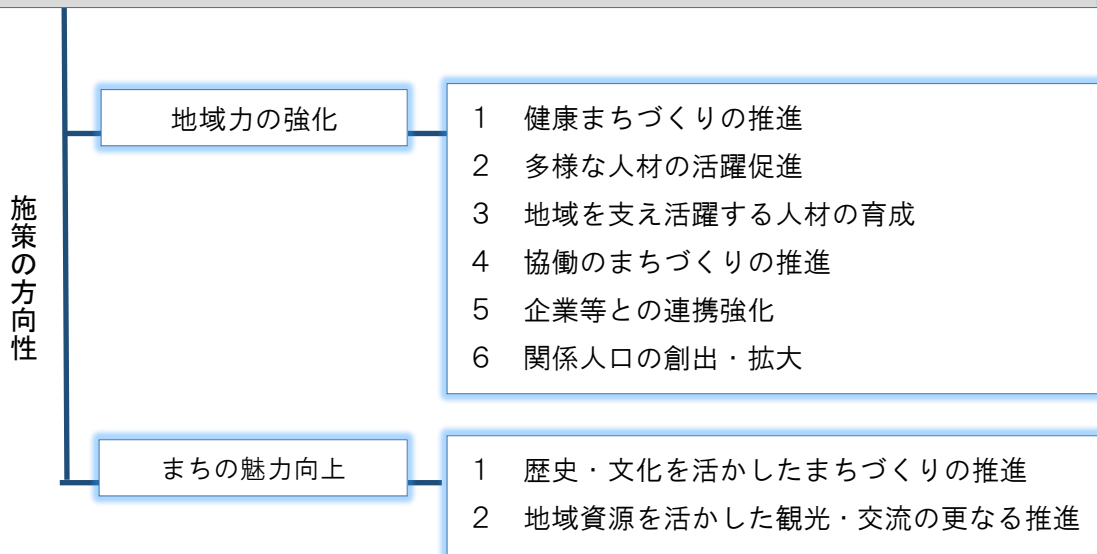 施策の方向性
地域力の強化
1 健康まちづくりの推進
2 多様な人材の活躍促進
3 地域を支え活躍する人材の育成
4 協働のまちづくりの推進
5 企業等との連携強化
6 関係人口の創出・拡大
まちの魅力向上
1 歴史・文化を活かしたまちづくりの推進
2 地域資源を活かした観光・交流の更なる推進